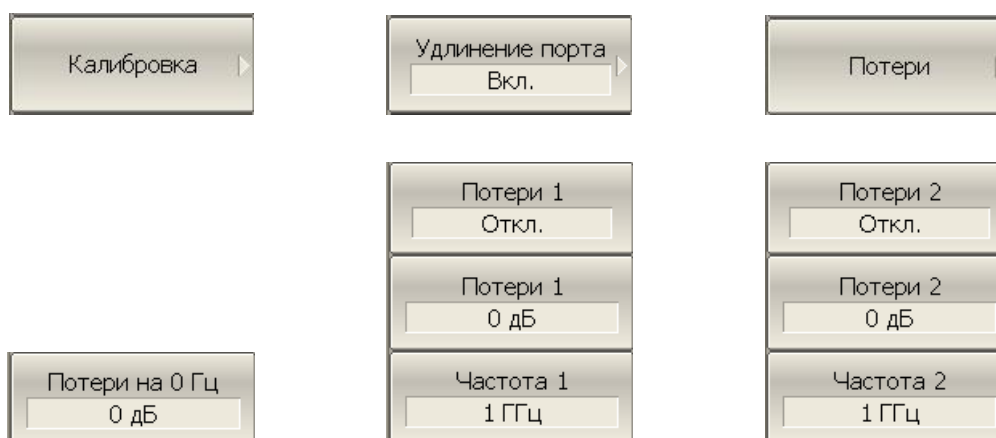 Калибровка
Удлинение порта
Вкл.
Потери
Потери 1
Откл.
Потери 2
Откл.
Потери 1
0 дБ
Потери 2
0 дБ
Потери на 0 Гц
0 дБ
Частота 1
1 ГГц
Частота 2
1 ГГц